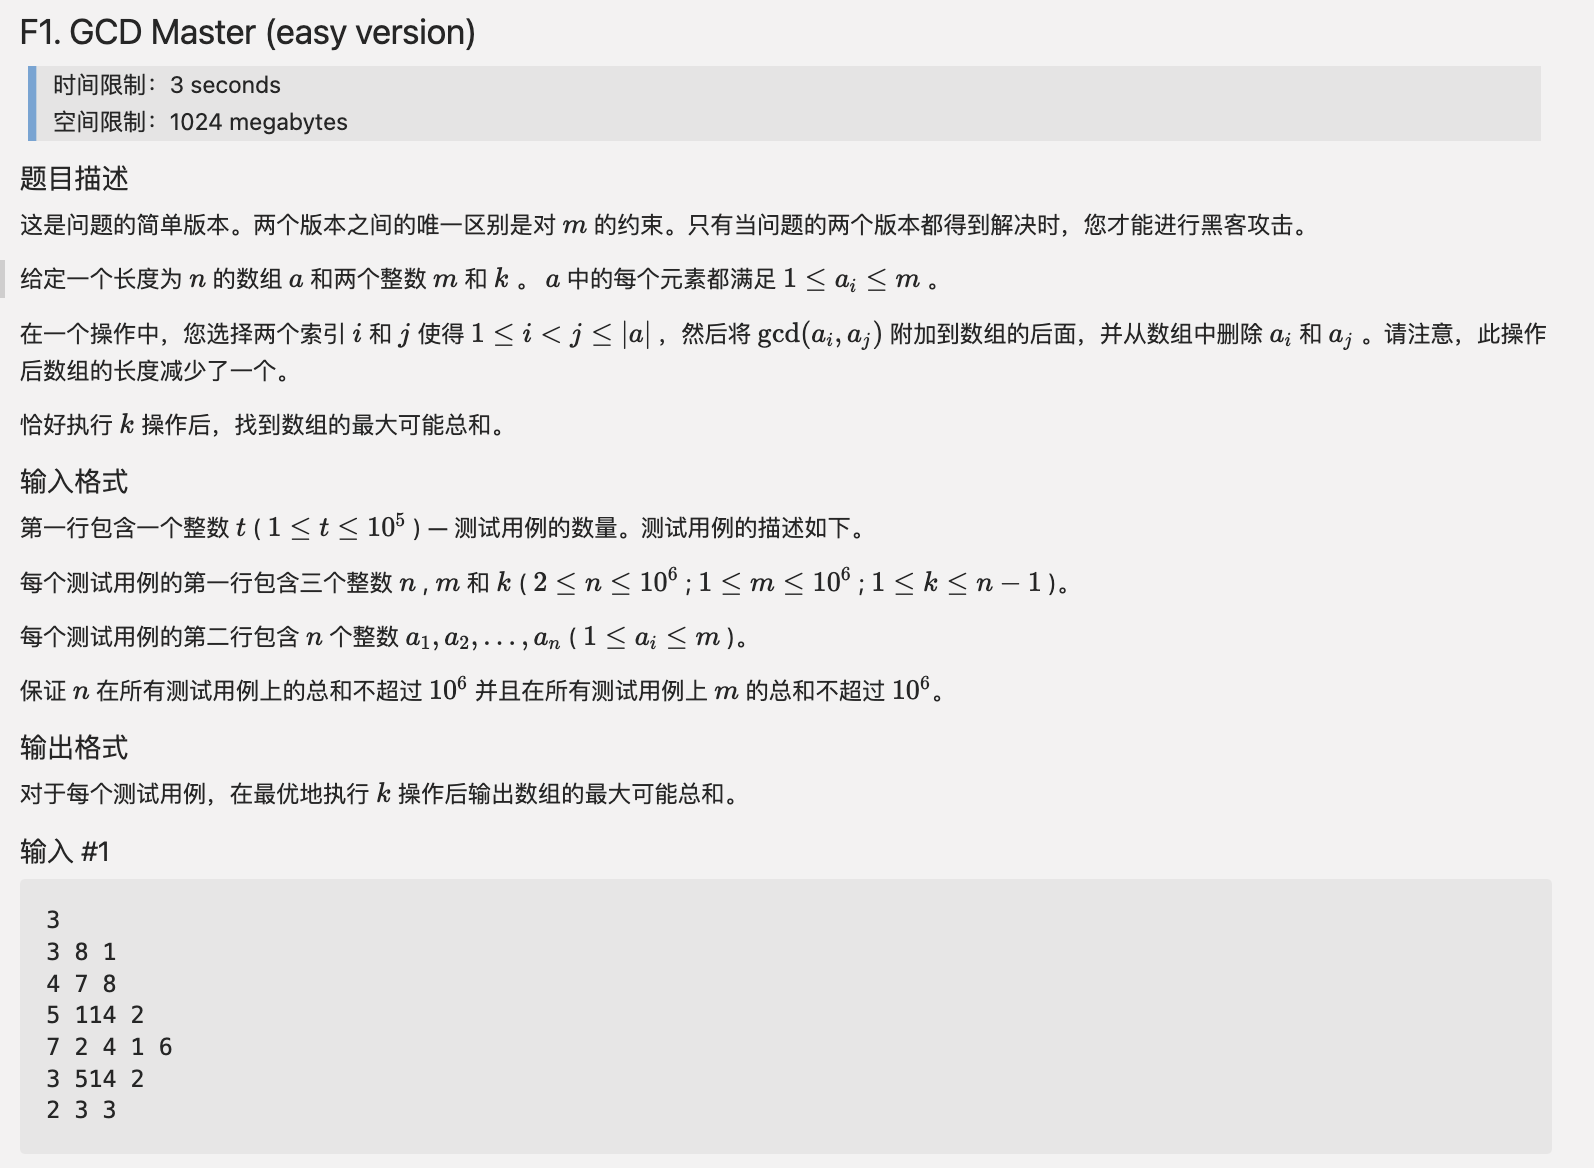 F1. GCD Master (easy version)
时间限制：3 seconds
空间限制：1024 megabytes
题目描述
这是问题的简单版本。两个版本之间的唯一区别是对 m 的约束。只有当问题的两个版本都得到解决时，您才能进行黑客攻击。
给定一个长度为 n 的数组 a 和两个整数 m 和 k 。 a 中的每个元素都满足 1 ≤ a_i ≤ m 。
在一个操作中，您选择两个索引 i 和 j 使得 1 ≤ i < j ≤ |a| ，然后将 gcd(a_i, a_j) 附加到数组的后面，并从数组中删除 a_i 和 a_j 。请注意，此操作
后数组的长度减少了一个。
恰好执行 k 操作后，找到数组的最大可能总和。
输入格式
第一行包含一个整数 t ( 1 ≤ t ≤ 10^5 ) — 测试用例的数量。测试用例的描述如下。
每个测试用例的第一行包含三个整数 n , m 和 k ( 2 ≤ n ≤ 10^6 ; 1 ≤ m ≤ 10^6 ; 1 ≤ k ≤ n − 1 )。
每个测试用例的第二行包含 n 个整数 a_1, a_2, . . . , a_n ( 1 ≤ a_i ≤ m )。
保证 n 在所有测试用例上的总和不超过 10^6 并且在所有测试用例上 m 的总和不超过 10^6。
输出格式
对于每个测试用例，在最优地执行 k 操作后输出数组的最大可能总和。
输入 #1
3
3 8 1
4 7 8
5 114 2
7 2 4 1 6
3 514 2
2 3 3